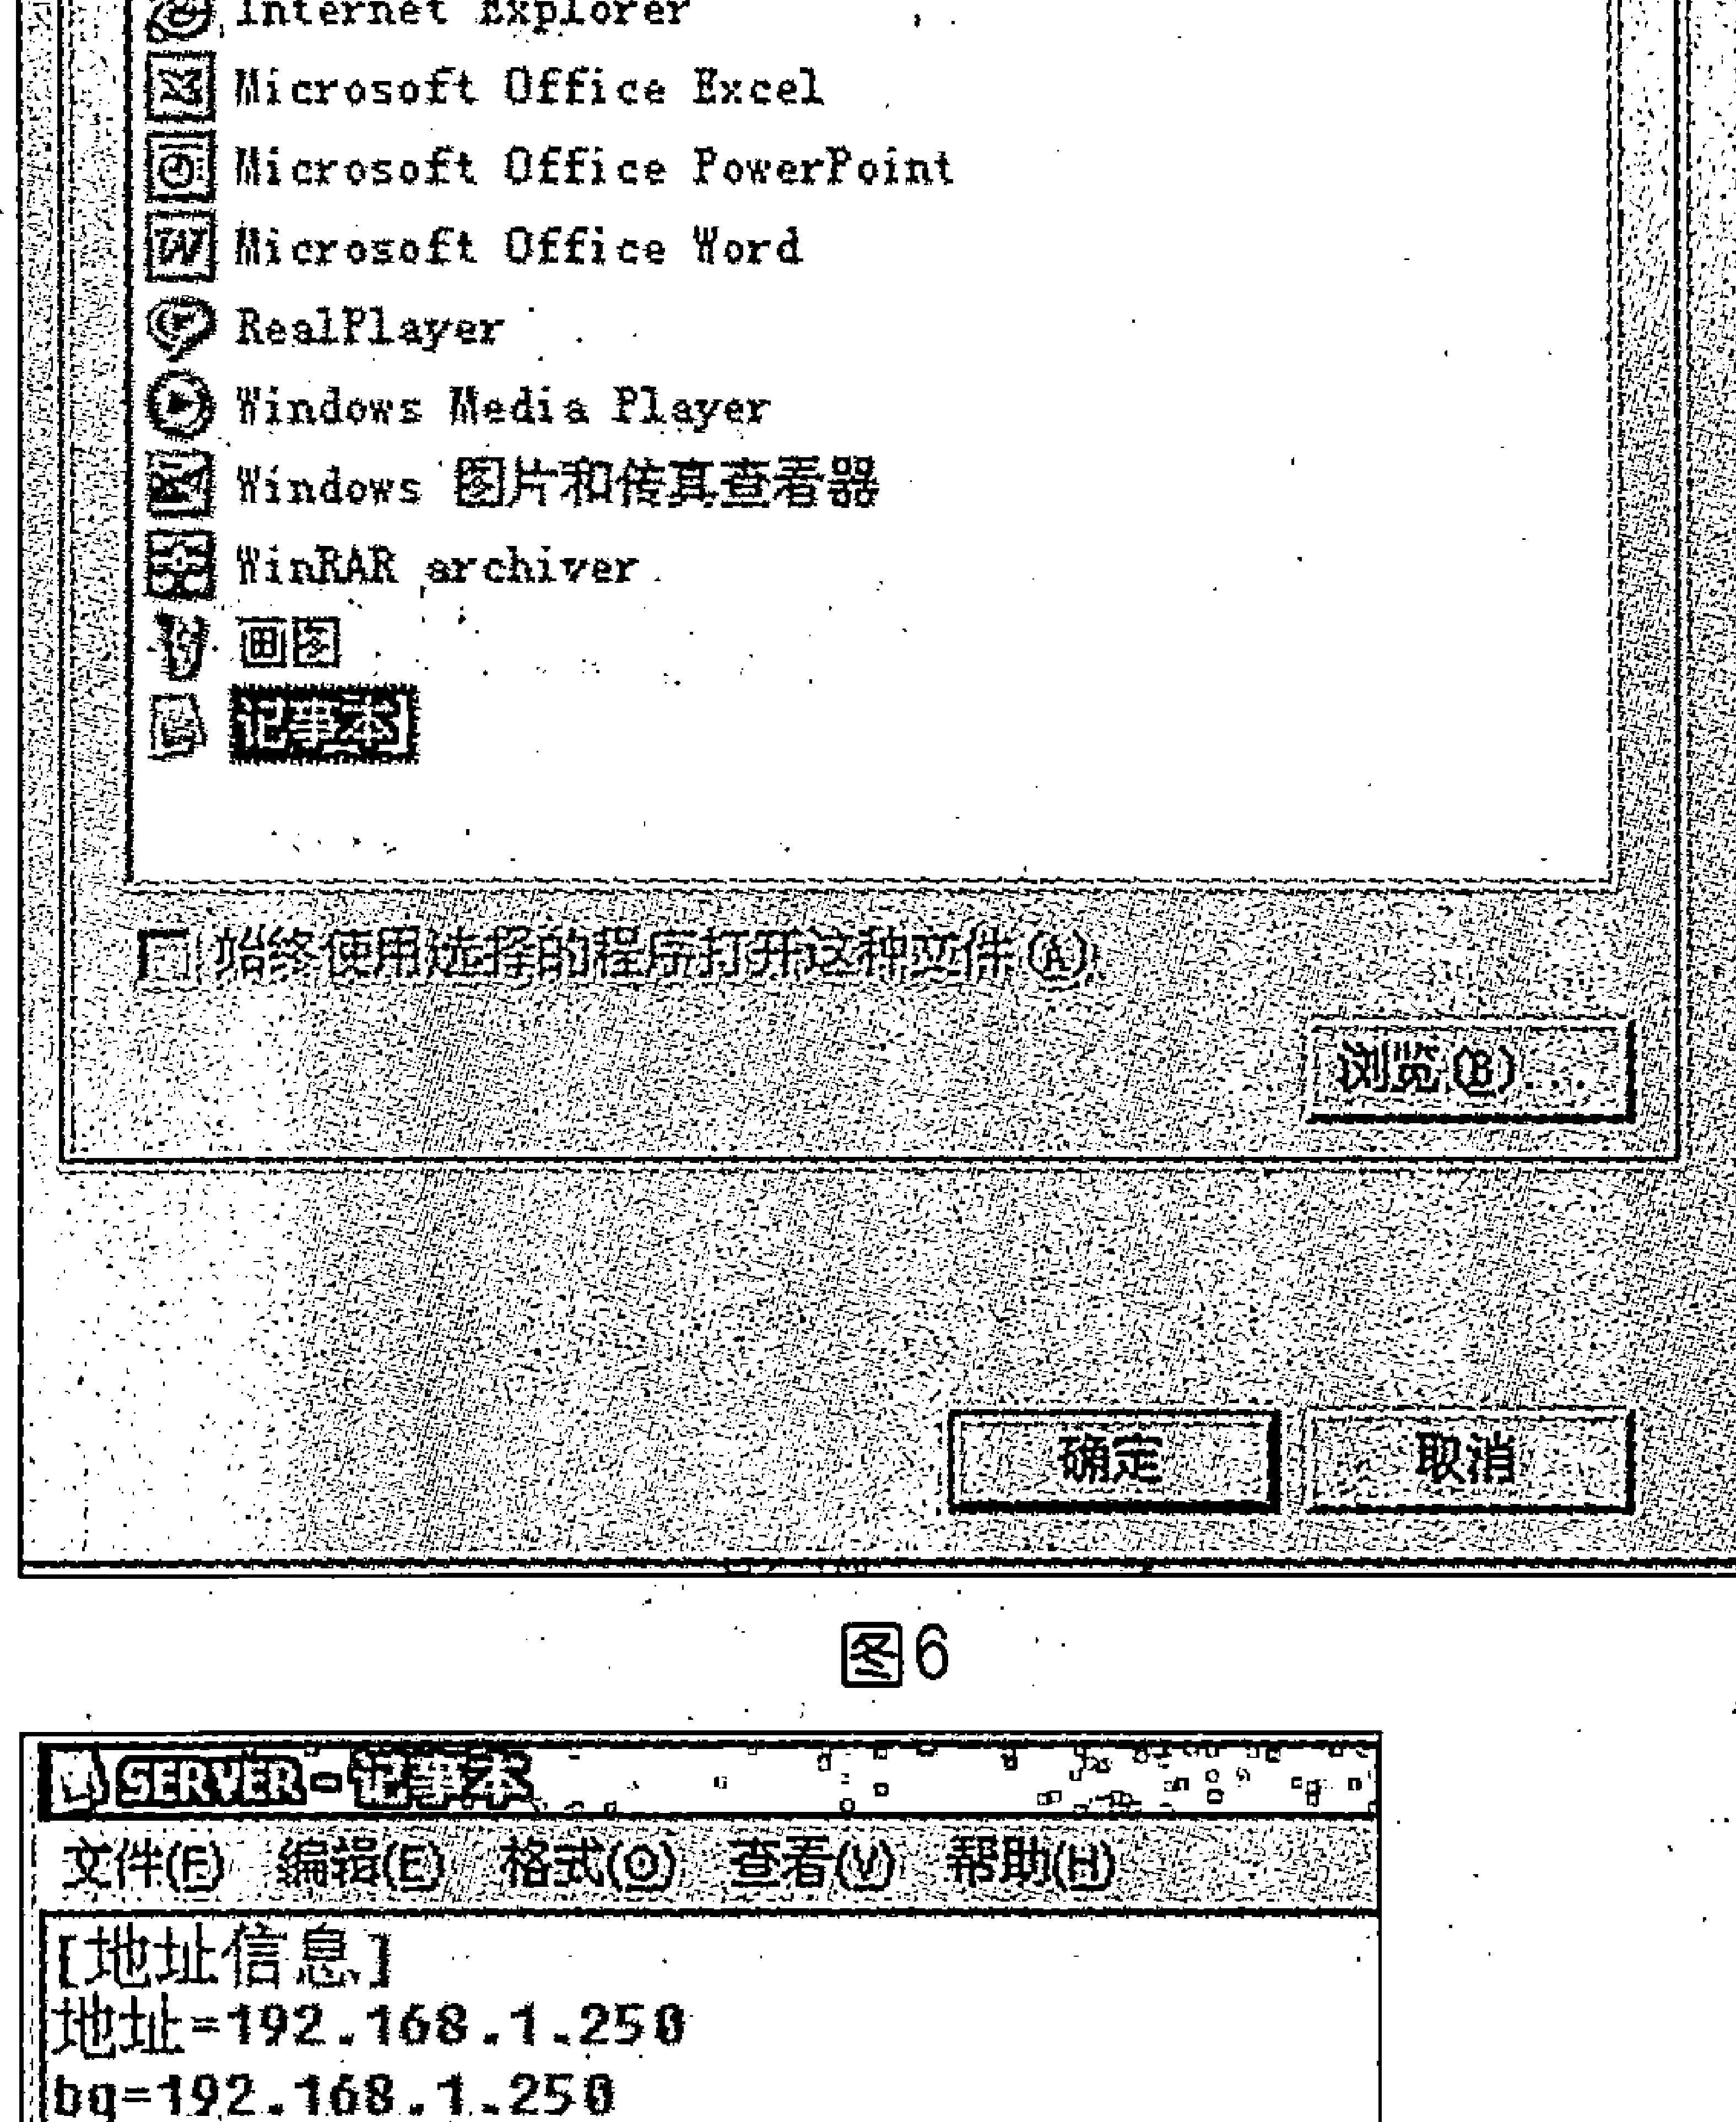 Internet Explorer
Microsoft Office Excel
Microsoft Office PowerPoint
Microsoft Office Word
RealPlayer
Windows Media Player
Windows 图片和传真查看器
WinRAR archiver
画图
记事本
始终使用选择的程序打开这种文件(A)
浏览(B)...
确定 取消
图6
SERVER - 记事本
文件(F) 编辑(E) 格式(O) 查看(V) 帮助(H)
[地址信息]
地址=192.168.1.250
bq=192.168.1.250